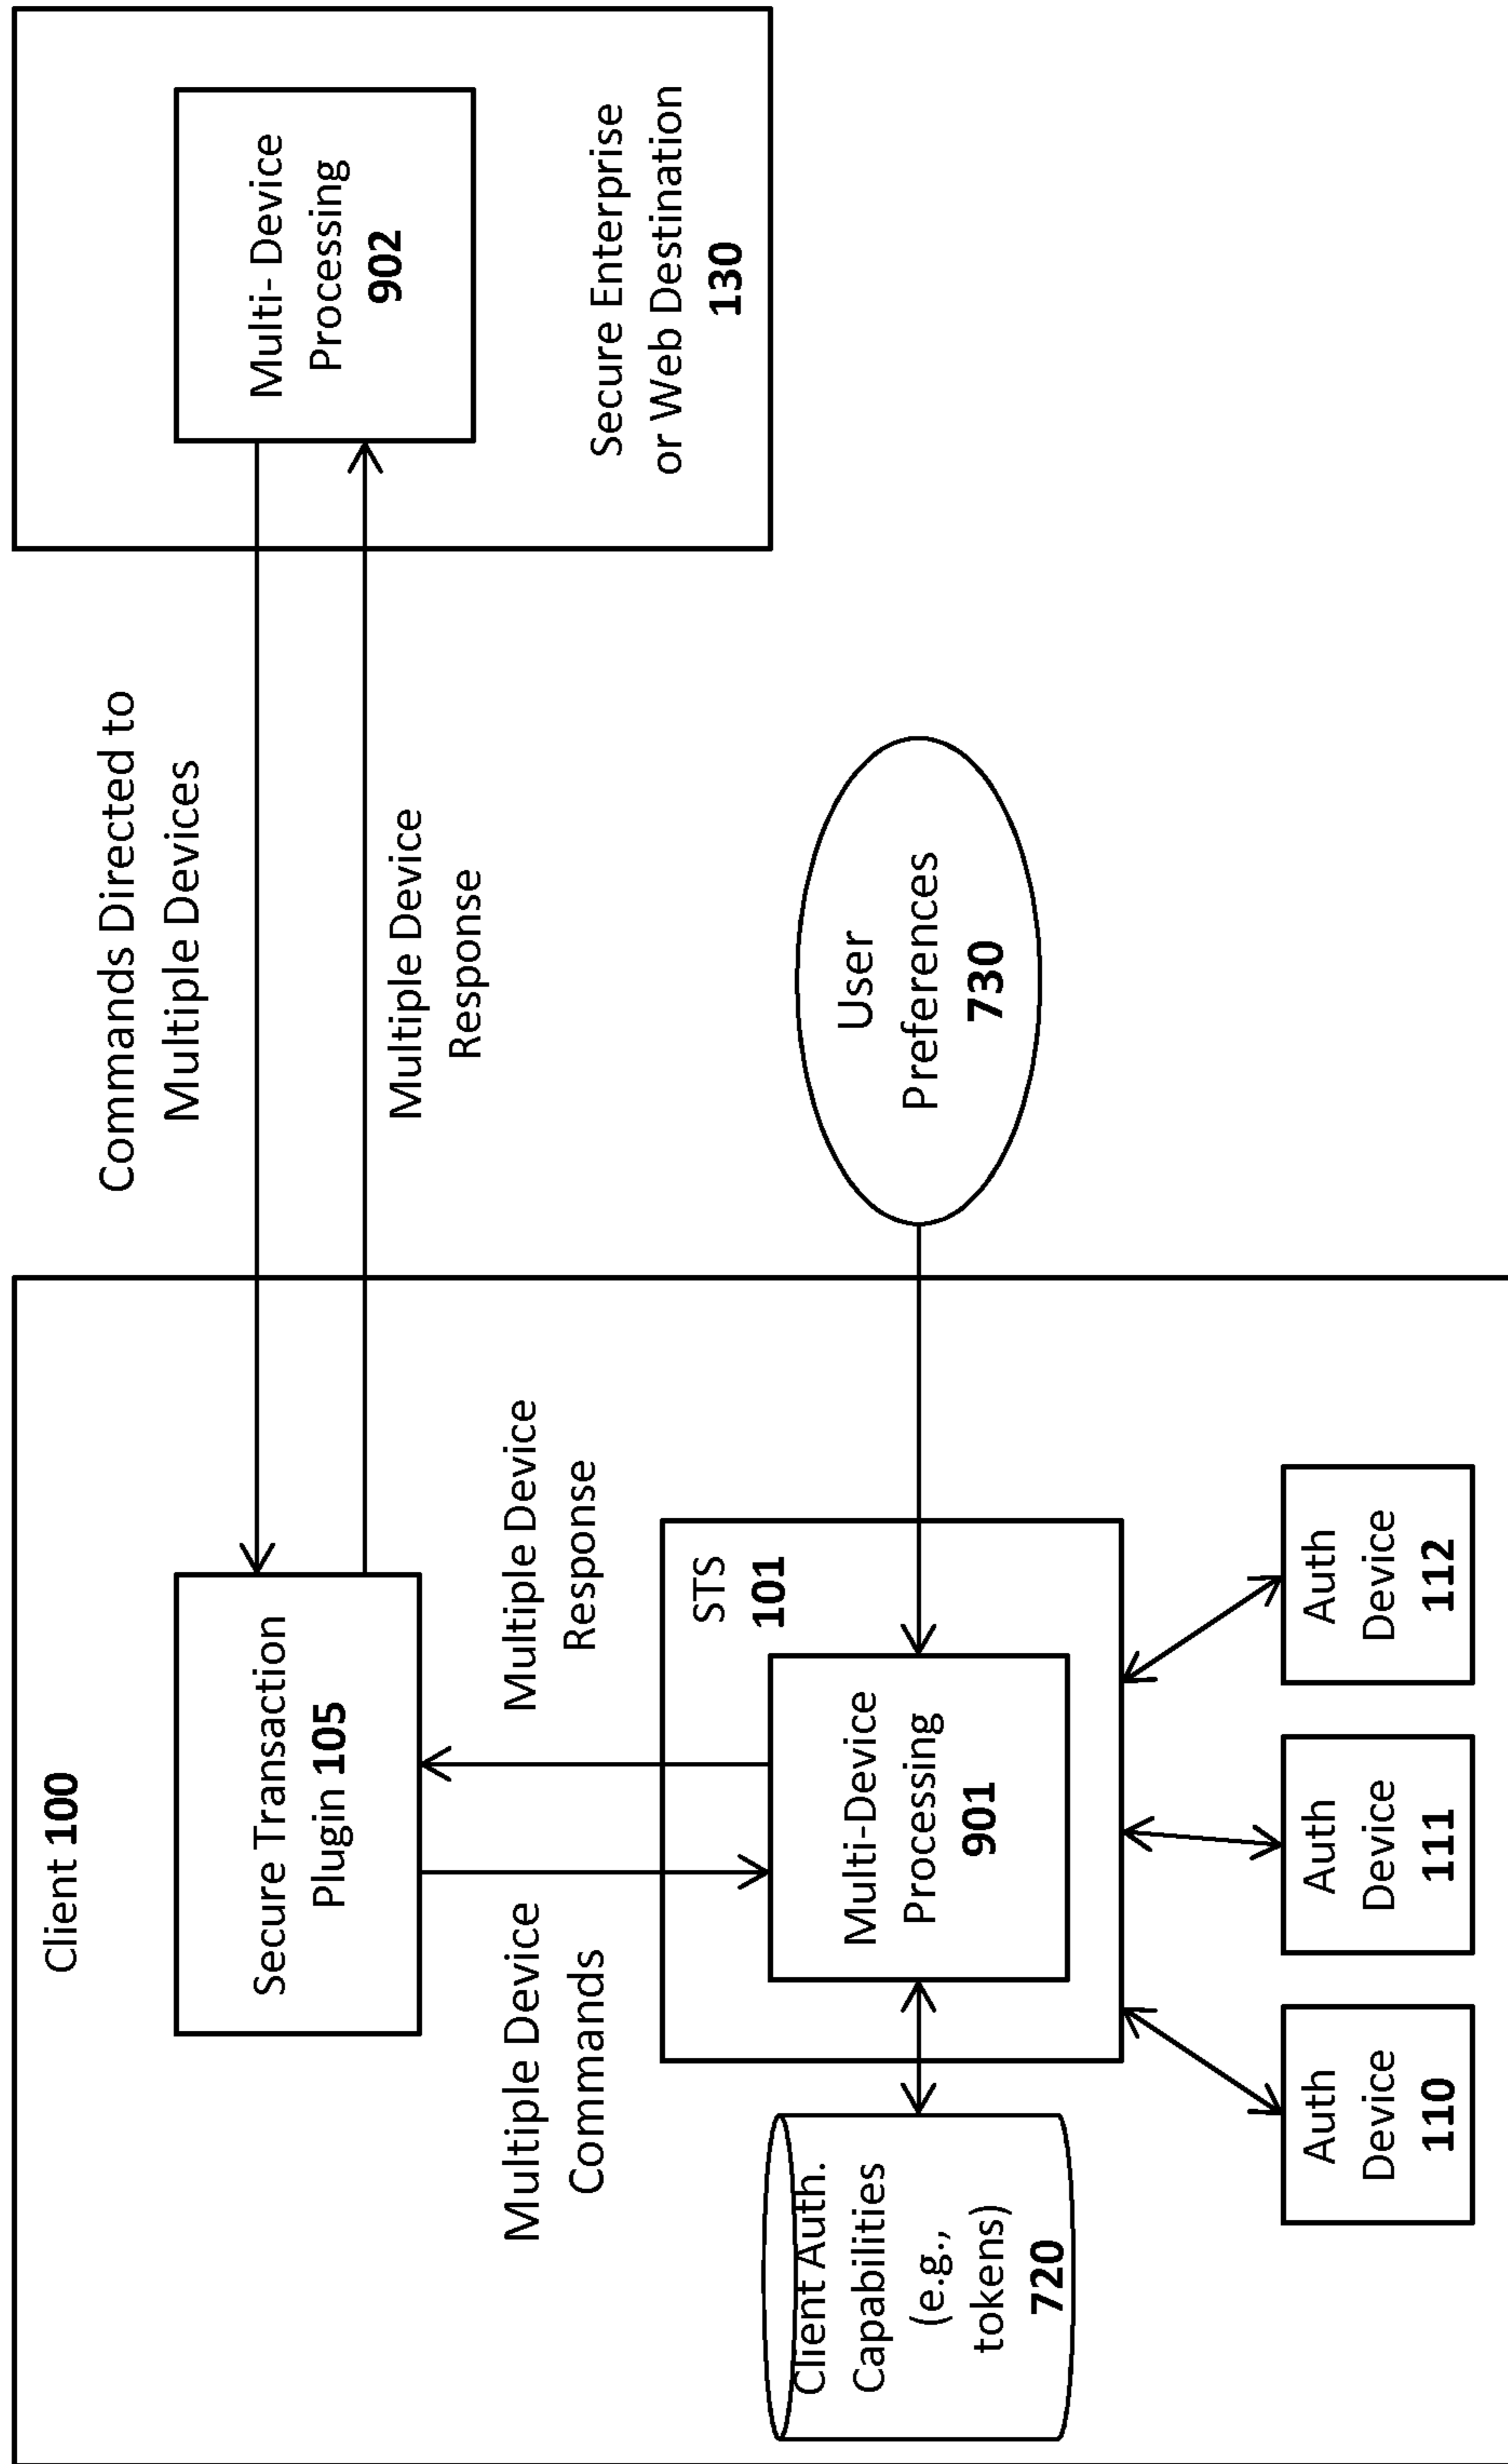 Client 100
Secure Transaction
Plugin 105
Commands Directed to
Multiple Devices
Multiple Device
Response
Multi- Device
Processing
902
Secure Enterprise
or Web Destination
130
Multiple Device
Commands
Multiple Device
Response
STS
101
Multi-Device
Processing
901
Client Auth.
Capabilities
(e.g.,
tokens)
720
User
Preferences
730
Auth
Device
110
Auth
Device
111
Auth
Device
112